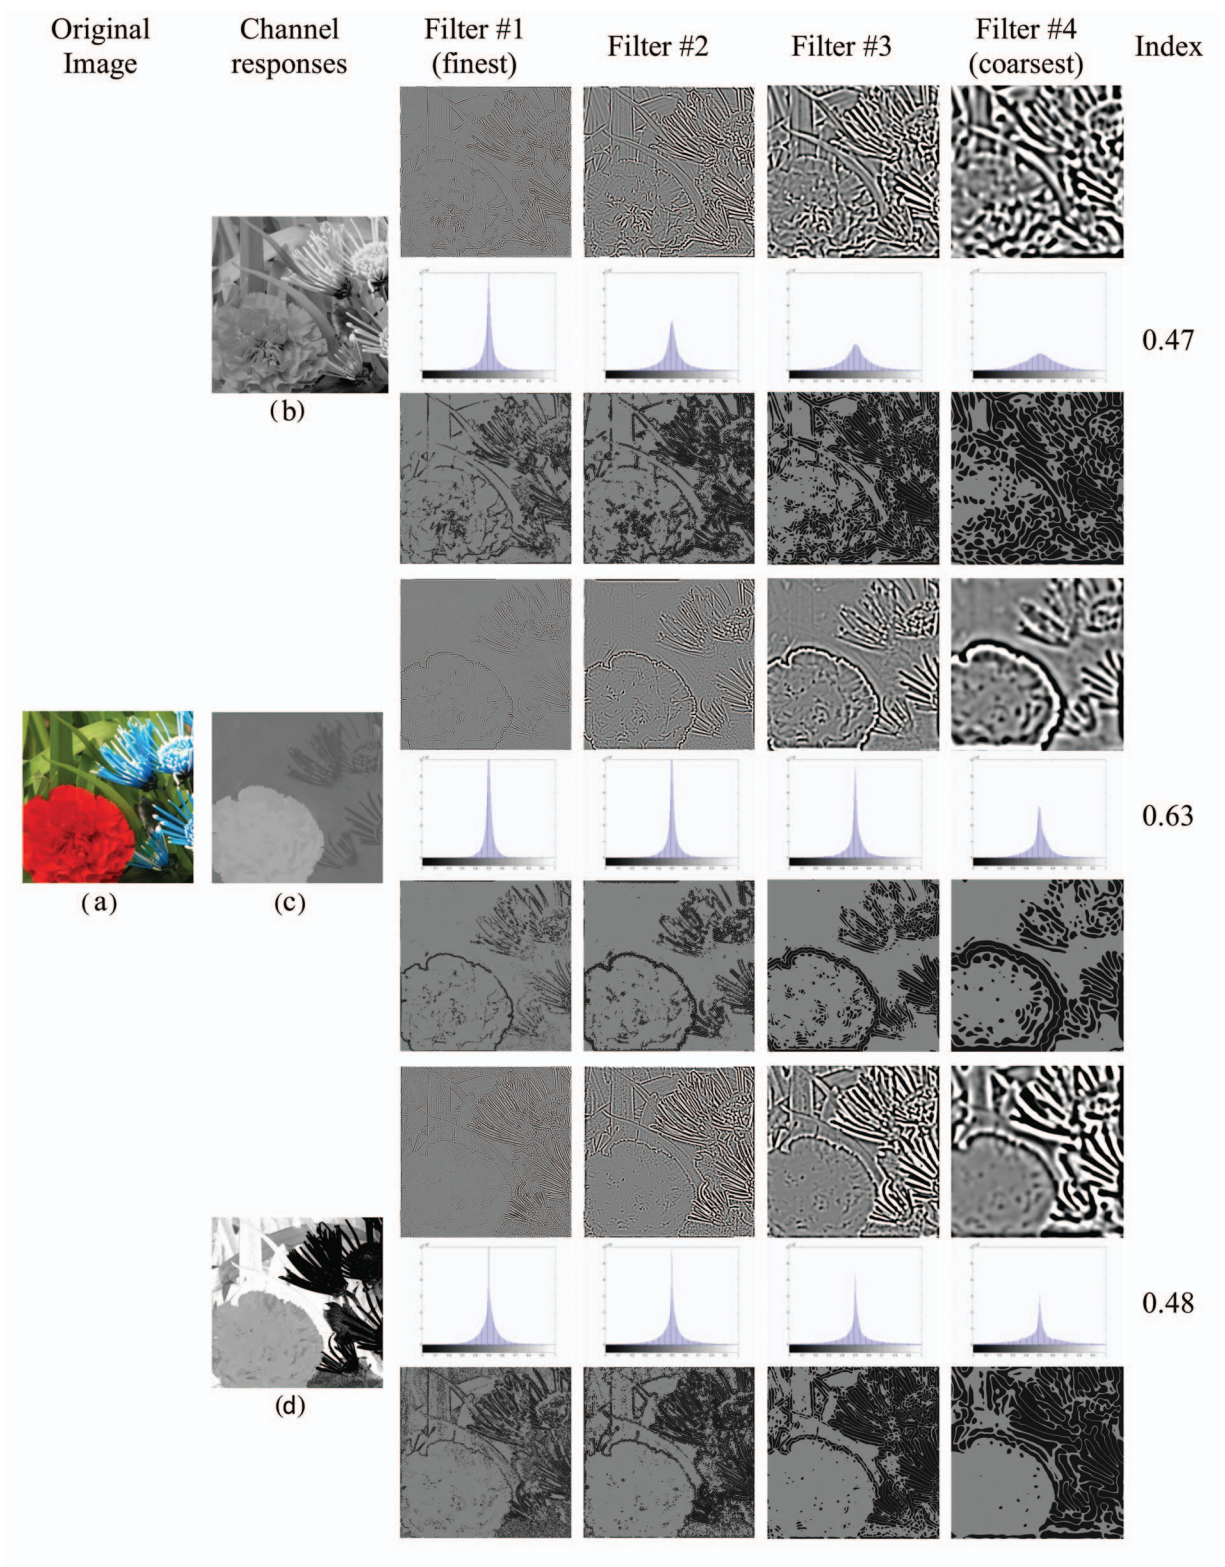 Original Image
Channel responses
Filter #1 (finest)
Filter #2
Filter #3
Filter #4 (coarsest)
Index
0.47
(b)
0.63
(a)
(c)
0.48
(d)